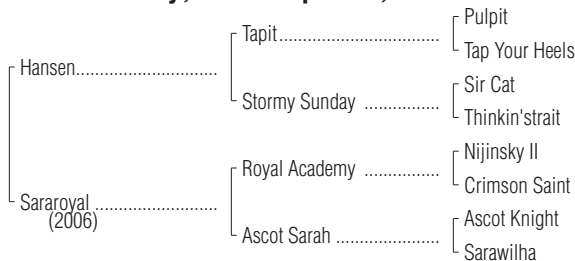 Pulpit
Tapit
Tap Your Heels
Hansen
Sir Cat
Stormy Sunday
Thinkin'strait
Nijinsky II
Royal Academy
Crimson Saint
Sararoyal
(2006)
Ascot Knight
Ascot Sarah
Sarawilha